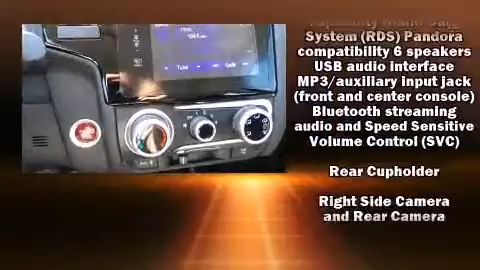 System (RDS) Pandora
compatibility 6 speakers
USB audio interface
MP3/auxiliary input jack
(front and center console)
Bluetooth streaming
audio and Speed Sensitive
Volume Control (SVC)
Rear Cupholder
Right Side Camera
and Rear Camera